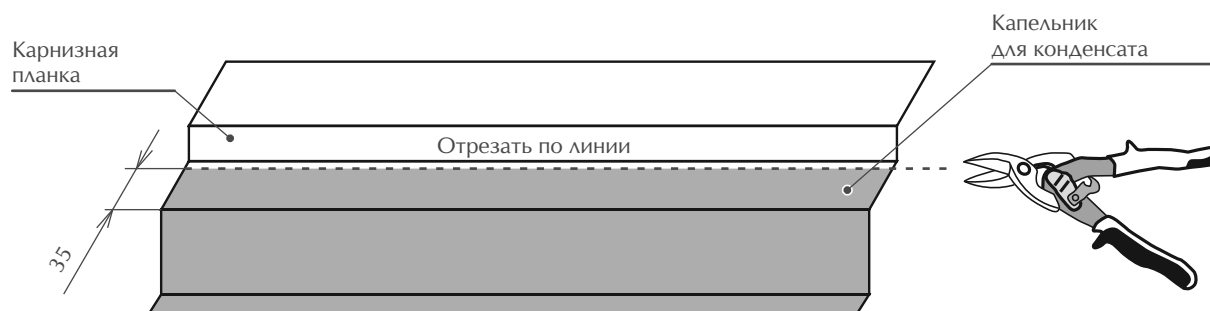 Карнизная
планка
Капельник
для конденсата
Отрезать по линии
35